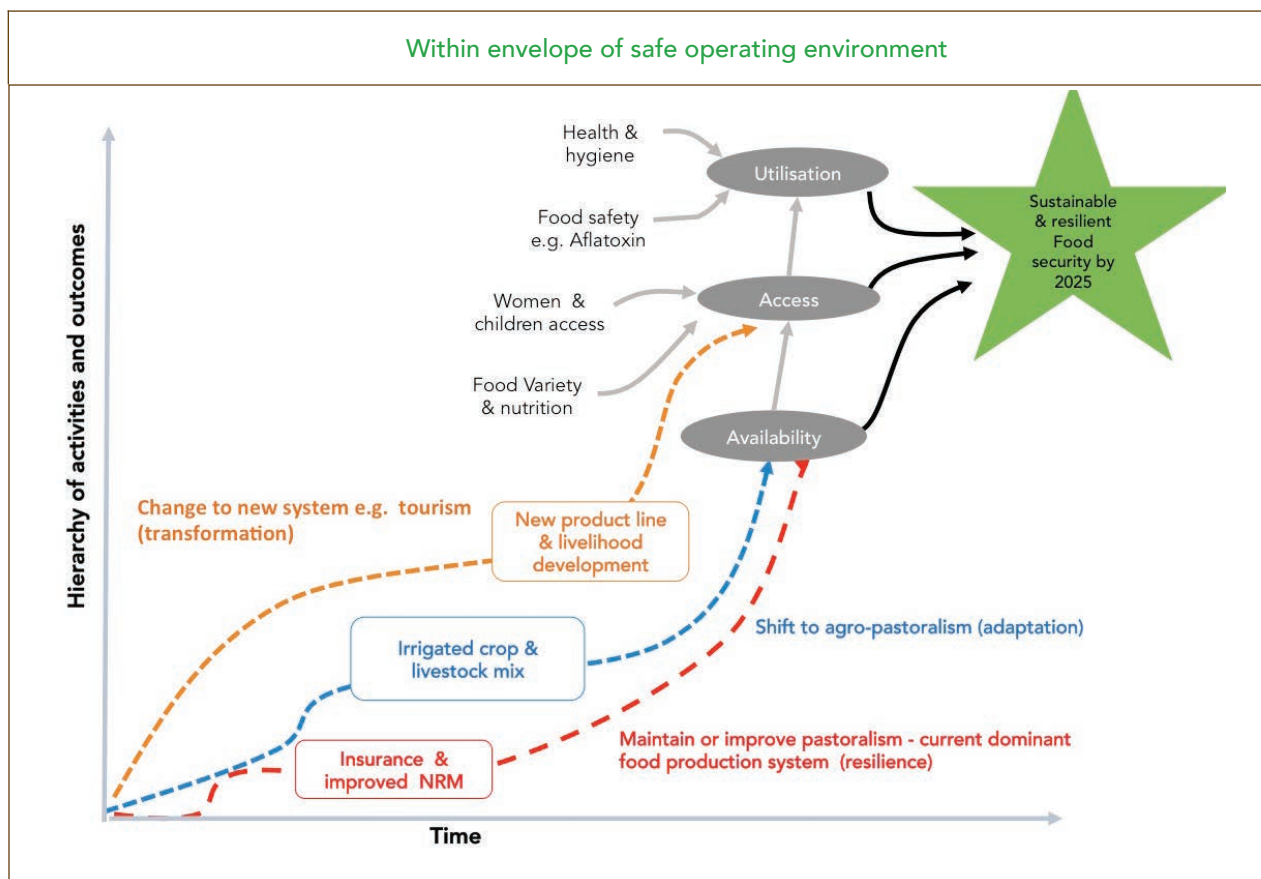 Within envelope of safe operating environment
Hierarchy of activities and outcomes
Health &
hygiene
Utilisation
Food safety
e.g. Aflatoxin
Sustainable
& resilient
Food
security by
2025
Women &
children access
Access
Food Variety
& nutrition
Availability
Change to new system e.g. tourism
(transformation)
New product line
& livelihood
development
Irrigated crop &
livestock mix
Shift to agro-pastoralism (adaptation)
Insurance &
improved NRM
Maintain or improve pastoralism - current dominant
food production system (resilience)
Time